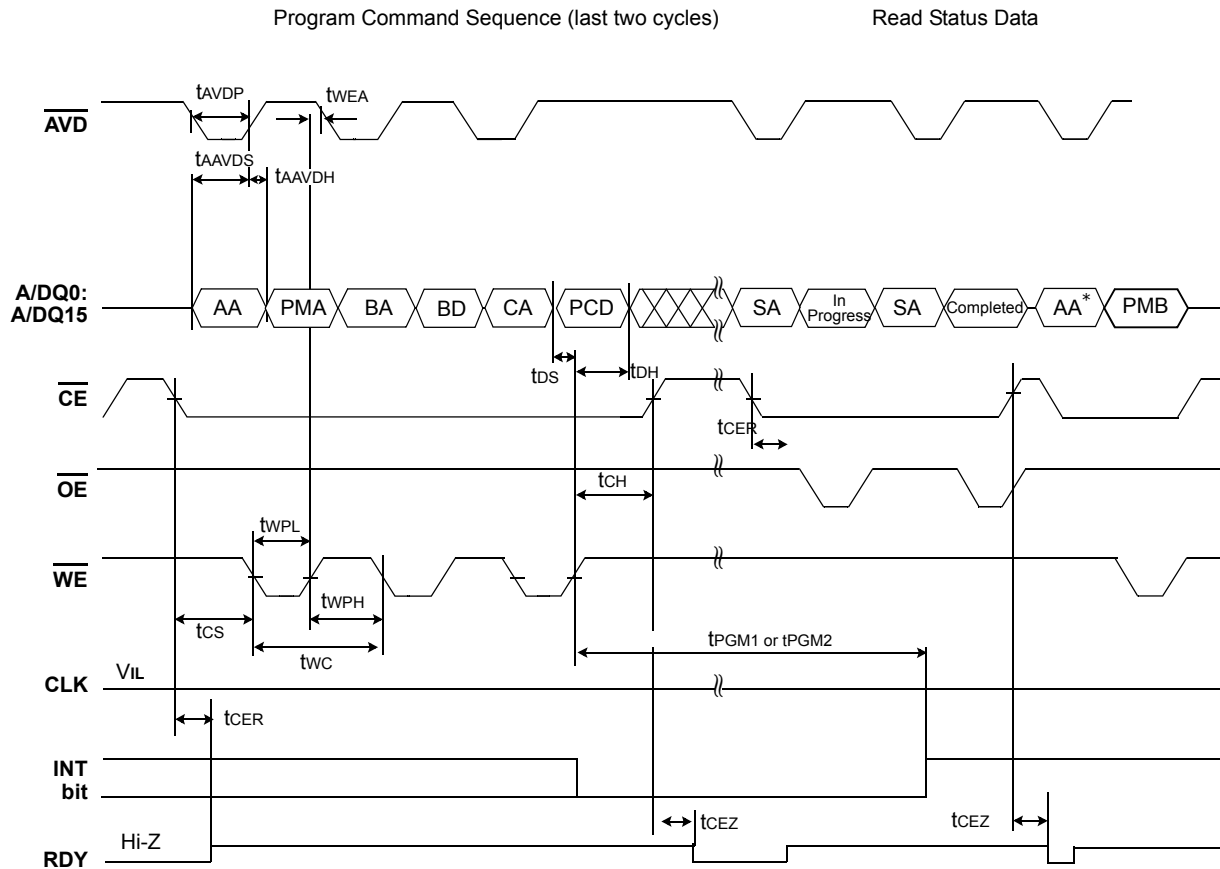 Program Command Sequence (last two cycles) Read Status Data
tAVDP
tWEA
AVD
tAAVDS
tAAVDH
A/DQ0:
A/DQ15
AA PMA BA BD CA PCD SA In Progress SA Completed AA* PMB
tDS
tDH
CE
tCER
OE
tCH
tWPL
WE
tWPH
tCS
tWC
tPGM1 or tPGM2
CLK
VIL
tCER
INT
bit
tCEZ
tCEZ
Hi-Z
RDY